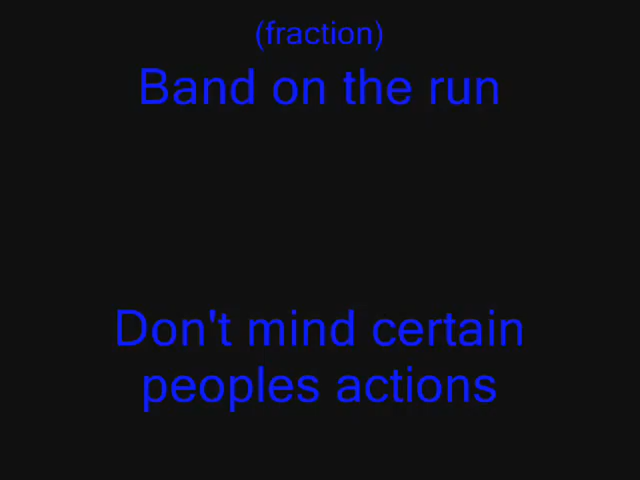 (fraction)
Band on the run
Don't mind certain
peoples actions